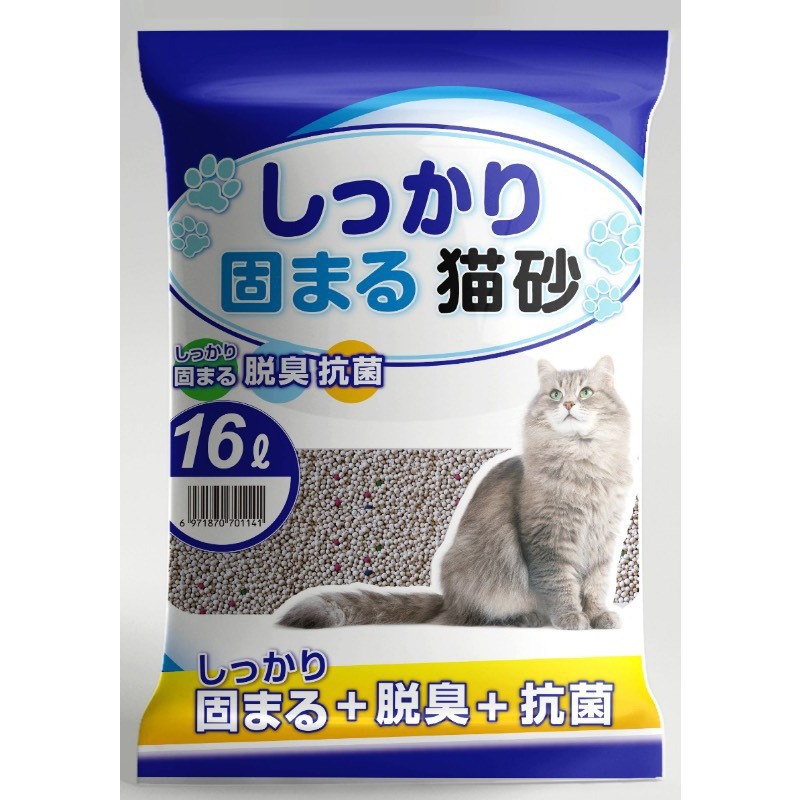 しっかり
固まる 猫砂
しっかり
固まる 脱臭 抗菌
16ℓ
6 971870 701141
しっかり
固まる+脱臭+抗菌